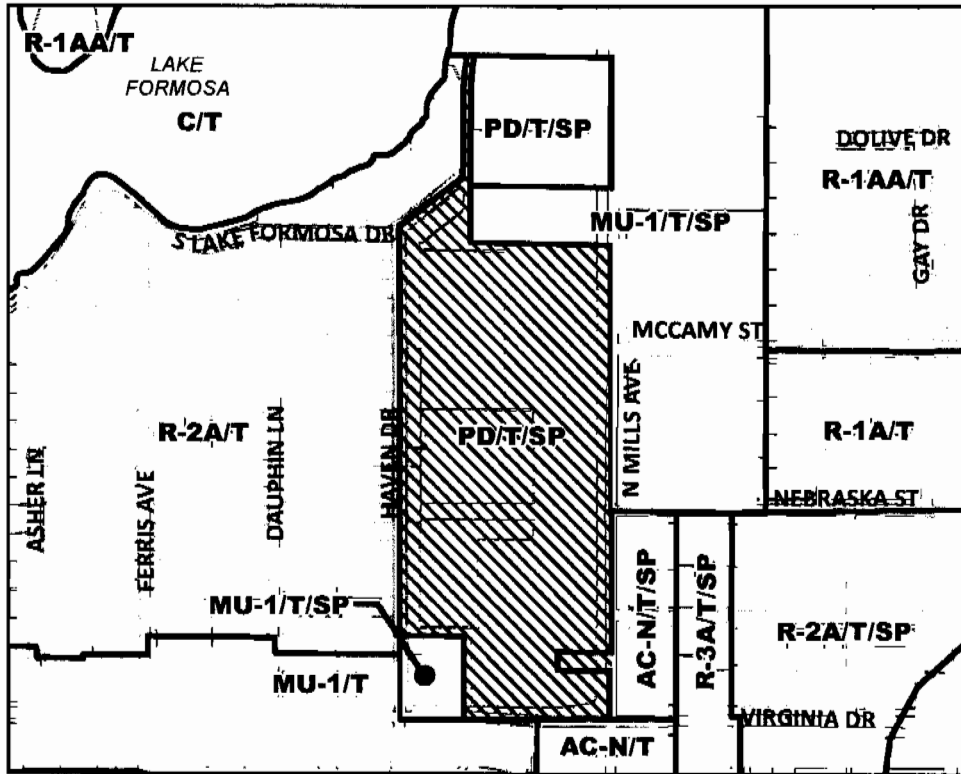 R-1AA/T
LAKE
FORMOSA
C/T
PD/T/SP
DOLIVE DR
R-1AA/T
GAY DR
MU-1/T/SP
S LAKE FORMOSA DR
MCCAMY ST
N MILLS AVE
R-2A/T
DAUPHIN LN
HAVEN DR
PD/T/SP
R-1A/T
ASHER LN
FERRIS AVE
NEBRASKA ST
MU-1/T/SP
AC-N/T/SP
R-3A/T/SP
R-2A/T/SP
MU-1/T
VIRGINIA DR
AC-N/T